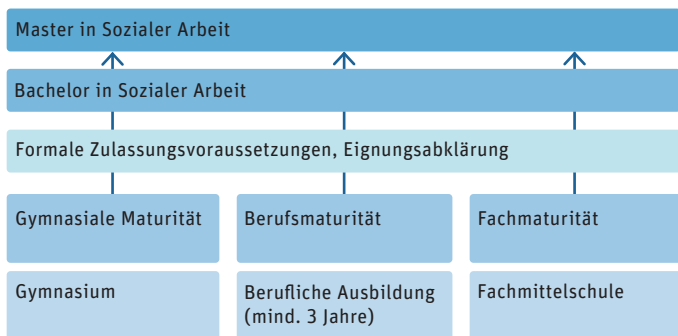 Master in Sozialer Arbeit
Bachelor in Sozialer Arbeit
Formale Zulassungsvoraussetzungen, Eignungsabklärung
Gymnasiale Maturität
Berufsmaturität
Fachmaturität
Gymnasium
Berufliche Ausbildung
(mind. 3 Jahre)
Fachmittelschule